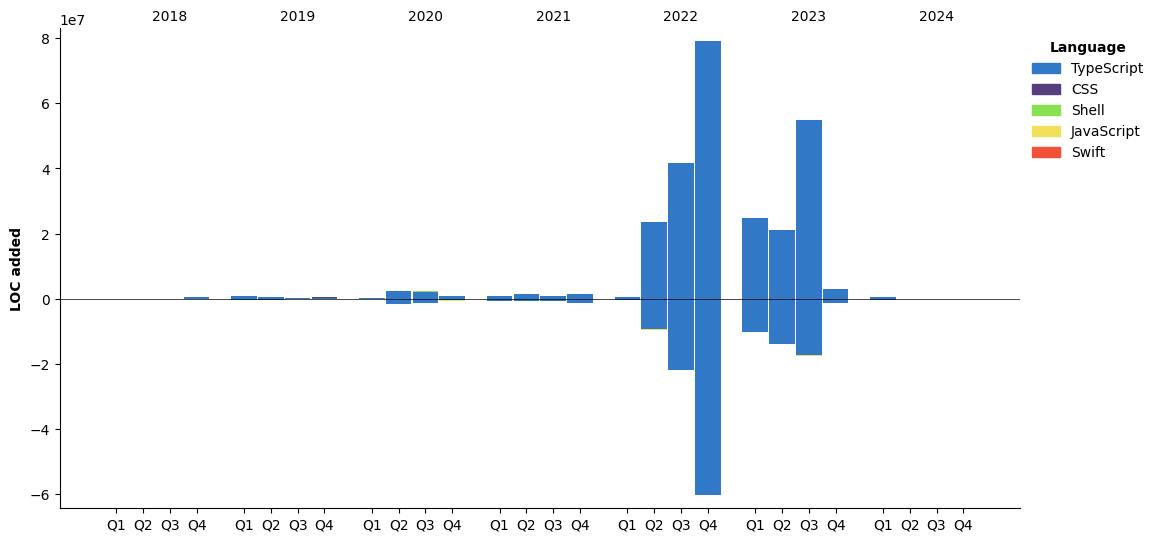 1e7
2018 2019 2020 2021 2022 2023 2024
8
6
4
2
0
−2
−4
−6
LOC added
Q1 Q2 Q3 Q4 Q1 Q2 Q3 Q4 Q1 Q2 Q3 Q4 Q1 Q2 Q3 Q4 Q1 Q2 Q3 Q4 Q1 Q2 Q3 Q4 Q1 Q2 Q3 Q4
Language
TypeScript
CSS
Shell
JavaScript
Swift